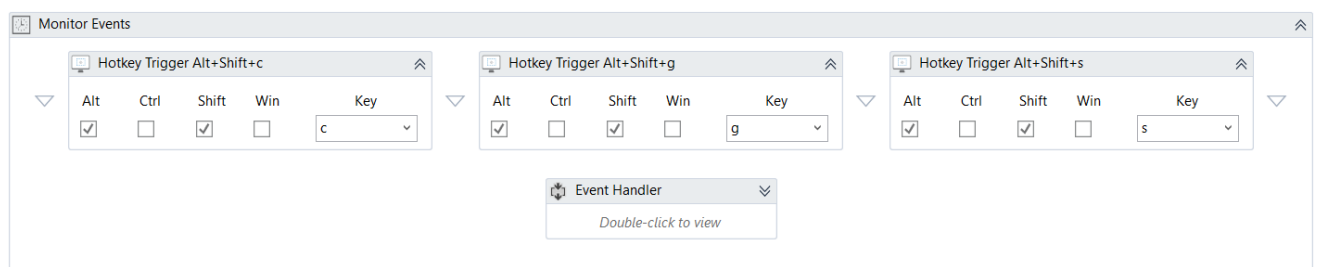 Monitor Events
Hotkey Trigger Alt+Shift+c
Hotkey Trigger Alt+Shift+g
Hotkey Trigger Alt+Shift+s
Alt Ctrl Shift Win Key
Alt Ctrl Shift Win Key
Alt Ctrl Shift Win Key
c
g
s
Event Handler
Double-click to view